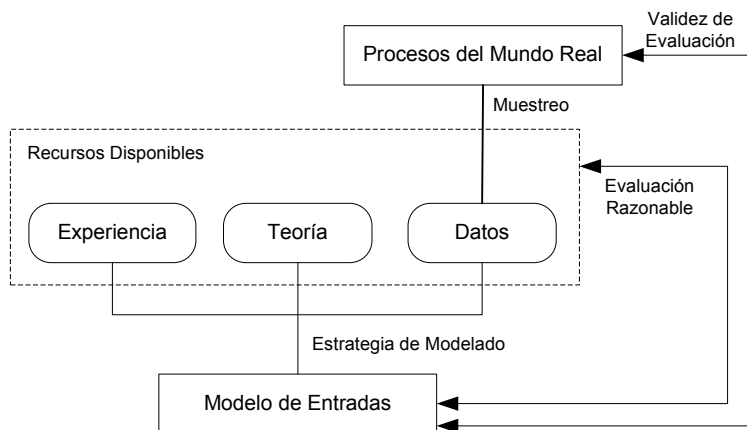 Validez de
Evaluación
Procesos del Mundo Real
Muestreo
Recursos Disponibles
Evaluación
Razonable
Experiencia
Teoría
Datos
Estrategia de Modelado
Modelo de Entradas